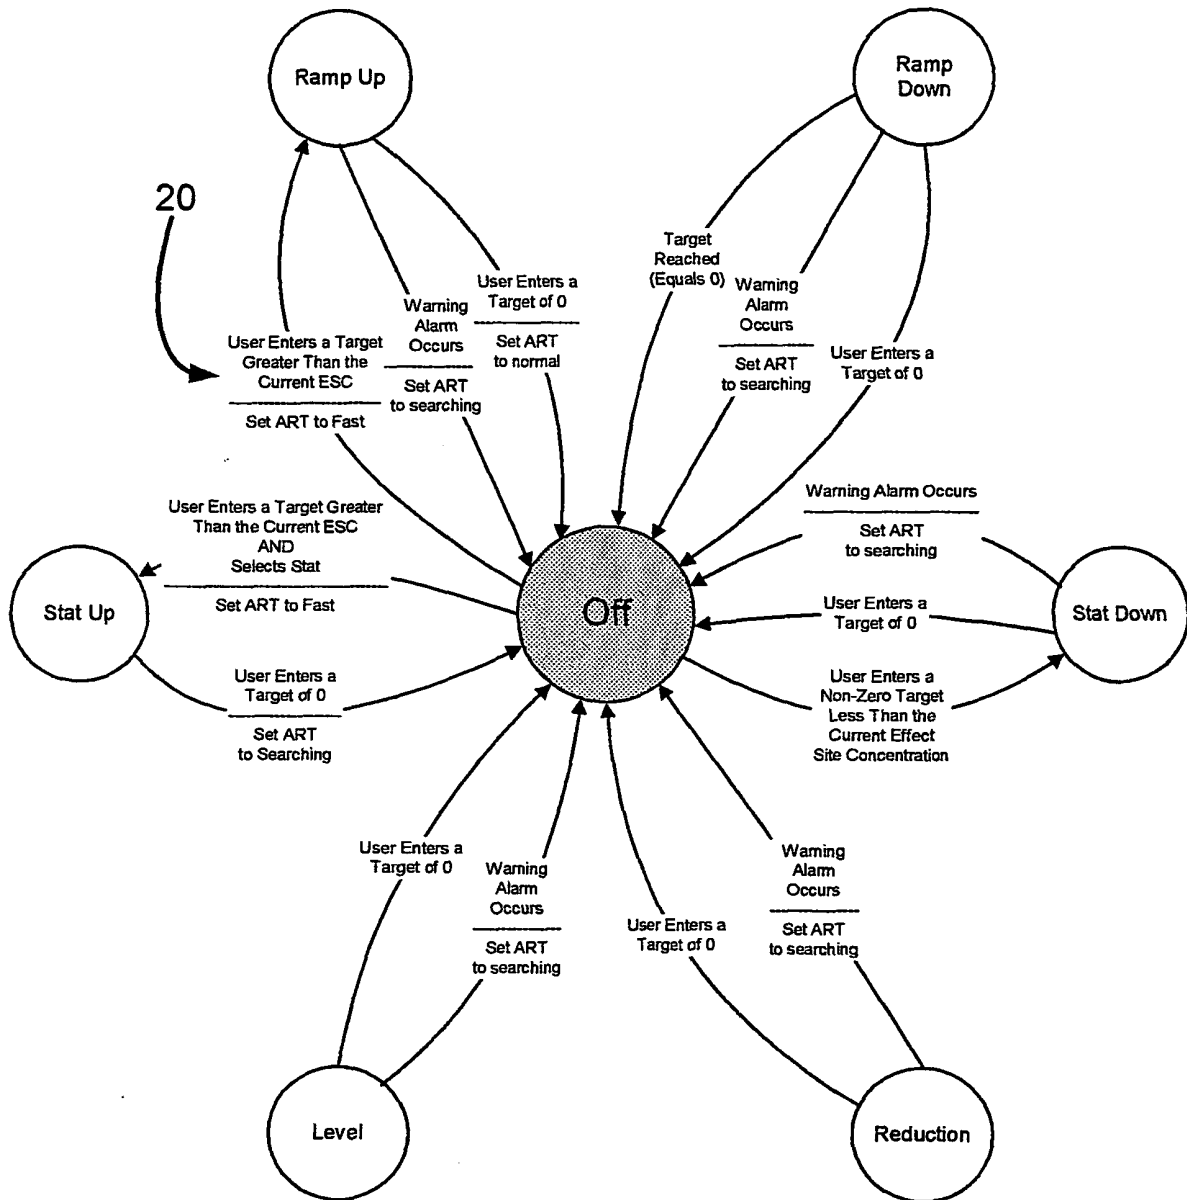 Ramp Up
Ramp
Down
20
Target
Reached
(Equals 0)
User Enters a
Target of 0
Set ART
to normal
Warning
Alarm
Occurs
Set ART
to searching
Warning
Alarm
Occurs
Set ART
to searching
User Enters a Target
Greater Than the
Current ESC
Set ART to Fast
User Enters a
Target of 0
User Enters a Target Greater
Than the Current ESC
AND
Selects Stat
Set ART to Fast
Warning Alarm Occurs
Set ART
to searching
Stat Up
Off
User Enters a
Target of 0
Stat Down
User Enters a
Target of 0
Set ART
to Searching
User Enters a
Non-Zero Target
Less Than the
Current Effect
Site Concentration
User Enters a
Target of 0
Warning
Alarm
Occurs
Set ART
to searching
User Enters a
Target of 0
Warning
Alarm
Occurs
Set ART
to searching
Level
Reduction